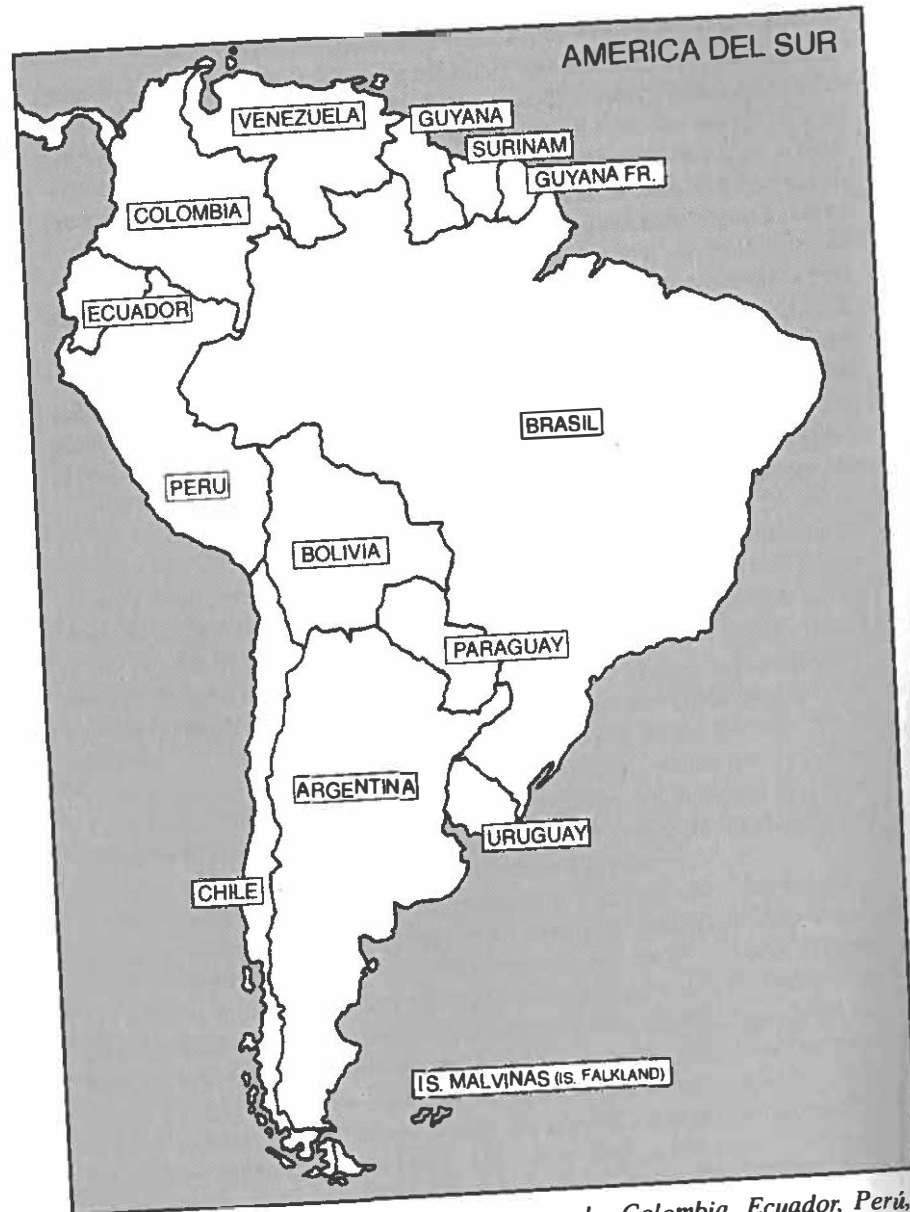 AMERICA DEL SUR
VENEZUELA
GUYANA
SURINAM
GUYANA FR.
COLOMBIA
ECUADOR
BRASIL
PERU
BOLIVIA
PARAGUAY
ARGENTINA
URUGUAY
CHILE
IS. MALVINAS (IS. FALKLAND)
Colombia, Ecuador, Perú,